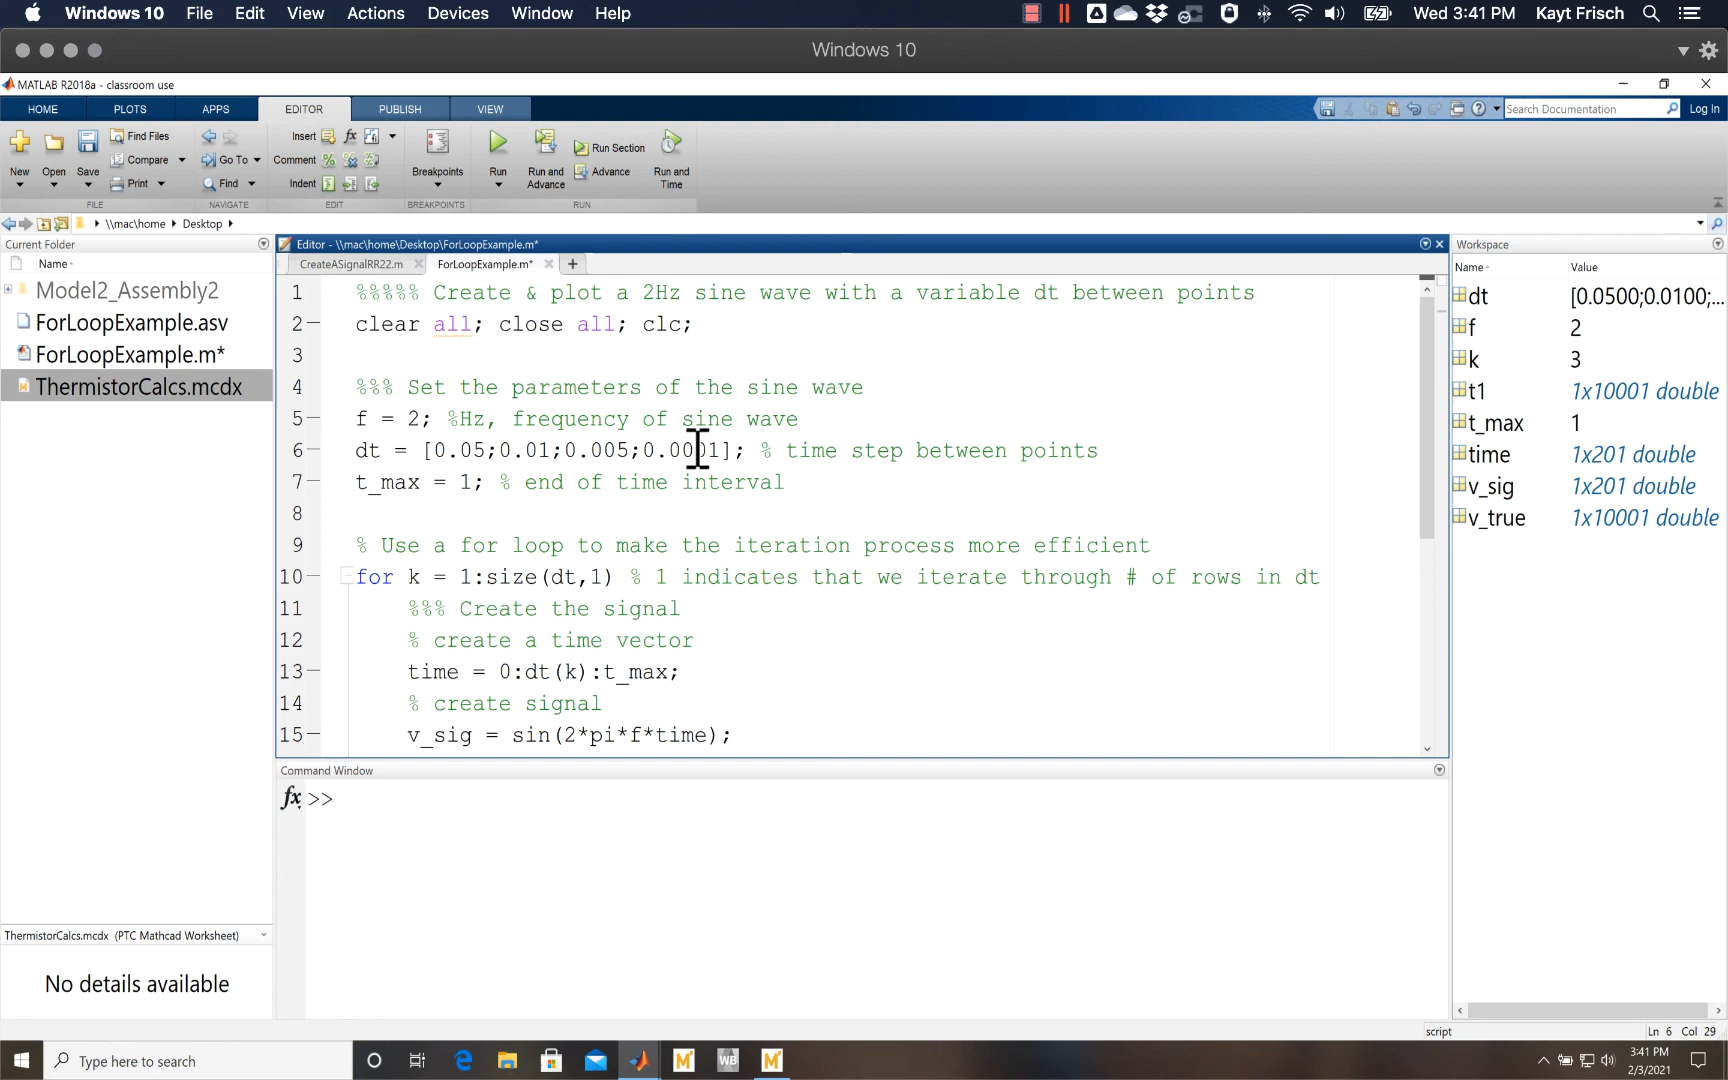 Windows 10 File Edit View Actions Devices Window Help Wed 3:41 PM Kayt Frisch
Windows 10
MATLAB R2018a - classroom use
HOME PLOTS APPS EDITOR PUBLISH VIEW Search Documentation Log In
New Open Save Find Files Compare Print Go To Find Insert fx Comment % Indent Breakpoints Run Run and Advance Run Section Advance Run and Time
FILE NAVIGATE EDIT BREAKPOINTS RUN
\\mac\home Desktop
Current Folder
Name
Model2_Assembly2
ForLoopExample.asv
ForLoopExample.m*
ThermistorCalcs.mcdx
ThermistorCalcs.mcdx (PTC Mathcad Worksheet)
No details available
Editor - \\mac\home\Desktop\ForLoopExample.m*
CreateASignalRR22.m ForLoopExample.m* +
1 %%%%% Create & plot a 2Hz sine wave with a variable dt between points
2 clear all; close all; clc;
3
4 %%% Set the parameters of the sine wave
5 f = 2; %Hz, frequency of sine wave
6 dt = [0.05;0.01;0.005;0.0001]; % time step between points
7 t_max = 1; % end of time interval
8
9 % Use a for loop to make the iteration process more efficient
10 for k = 1:size(dt,1) % 1 indicates that we iterate through # of rows in dt
11 %%% Create the signal
12 % create a time vector
13 time = 0:dt(k):t_max;
14 % create signal
15 v_sig = sin(2*pi*f*time);
Command Window
fx >>
Workspace
Name Value
dt [0.0500;0.0100;...
f 2
k 3
t1 1x10001 double
t_max 1
time 1x201 double
v_sig 1x201 double
v_true 1x10001 double
script Ln 6 Col 29
Type here to search
WB
3:41 PM
2/3/2021